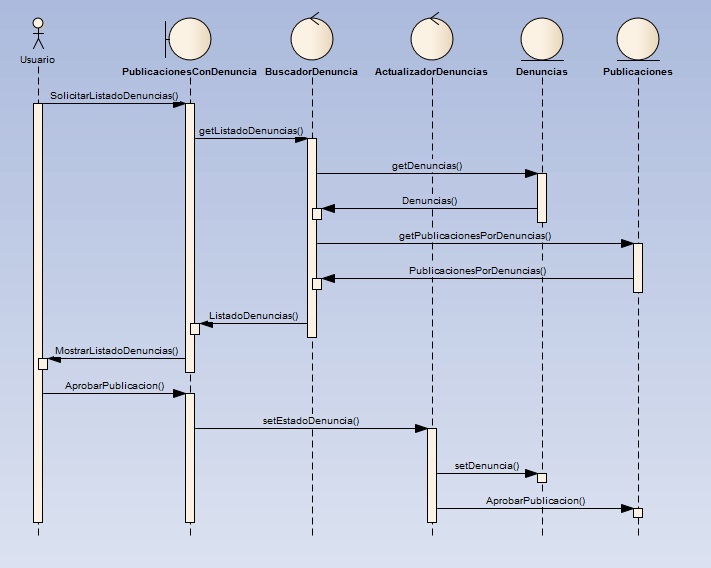 Usuario
PublicacionesConDenuncia
BuscadorDenuncia
ActualizadorDenuncias
Denuncias
Publicaciones
SolicitarListadoDenuncias()
getListadoDenuncias()
getDenuncias()
Denuncias()
getPublicacionesPorDenuncias()
PublicacionesPorDenuncias()
ListadoDenuncias()
MostrarListadoDenuncias()
AprobarPublicacion()
setEstadoDenuncia()
setDenuncia()
AprobarPublicacion()